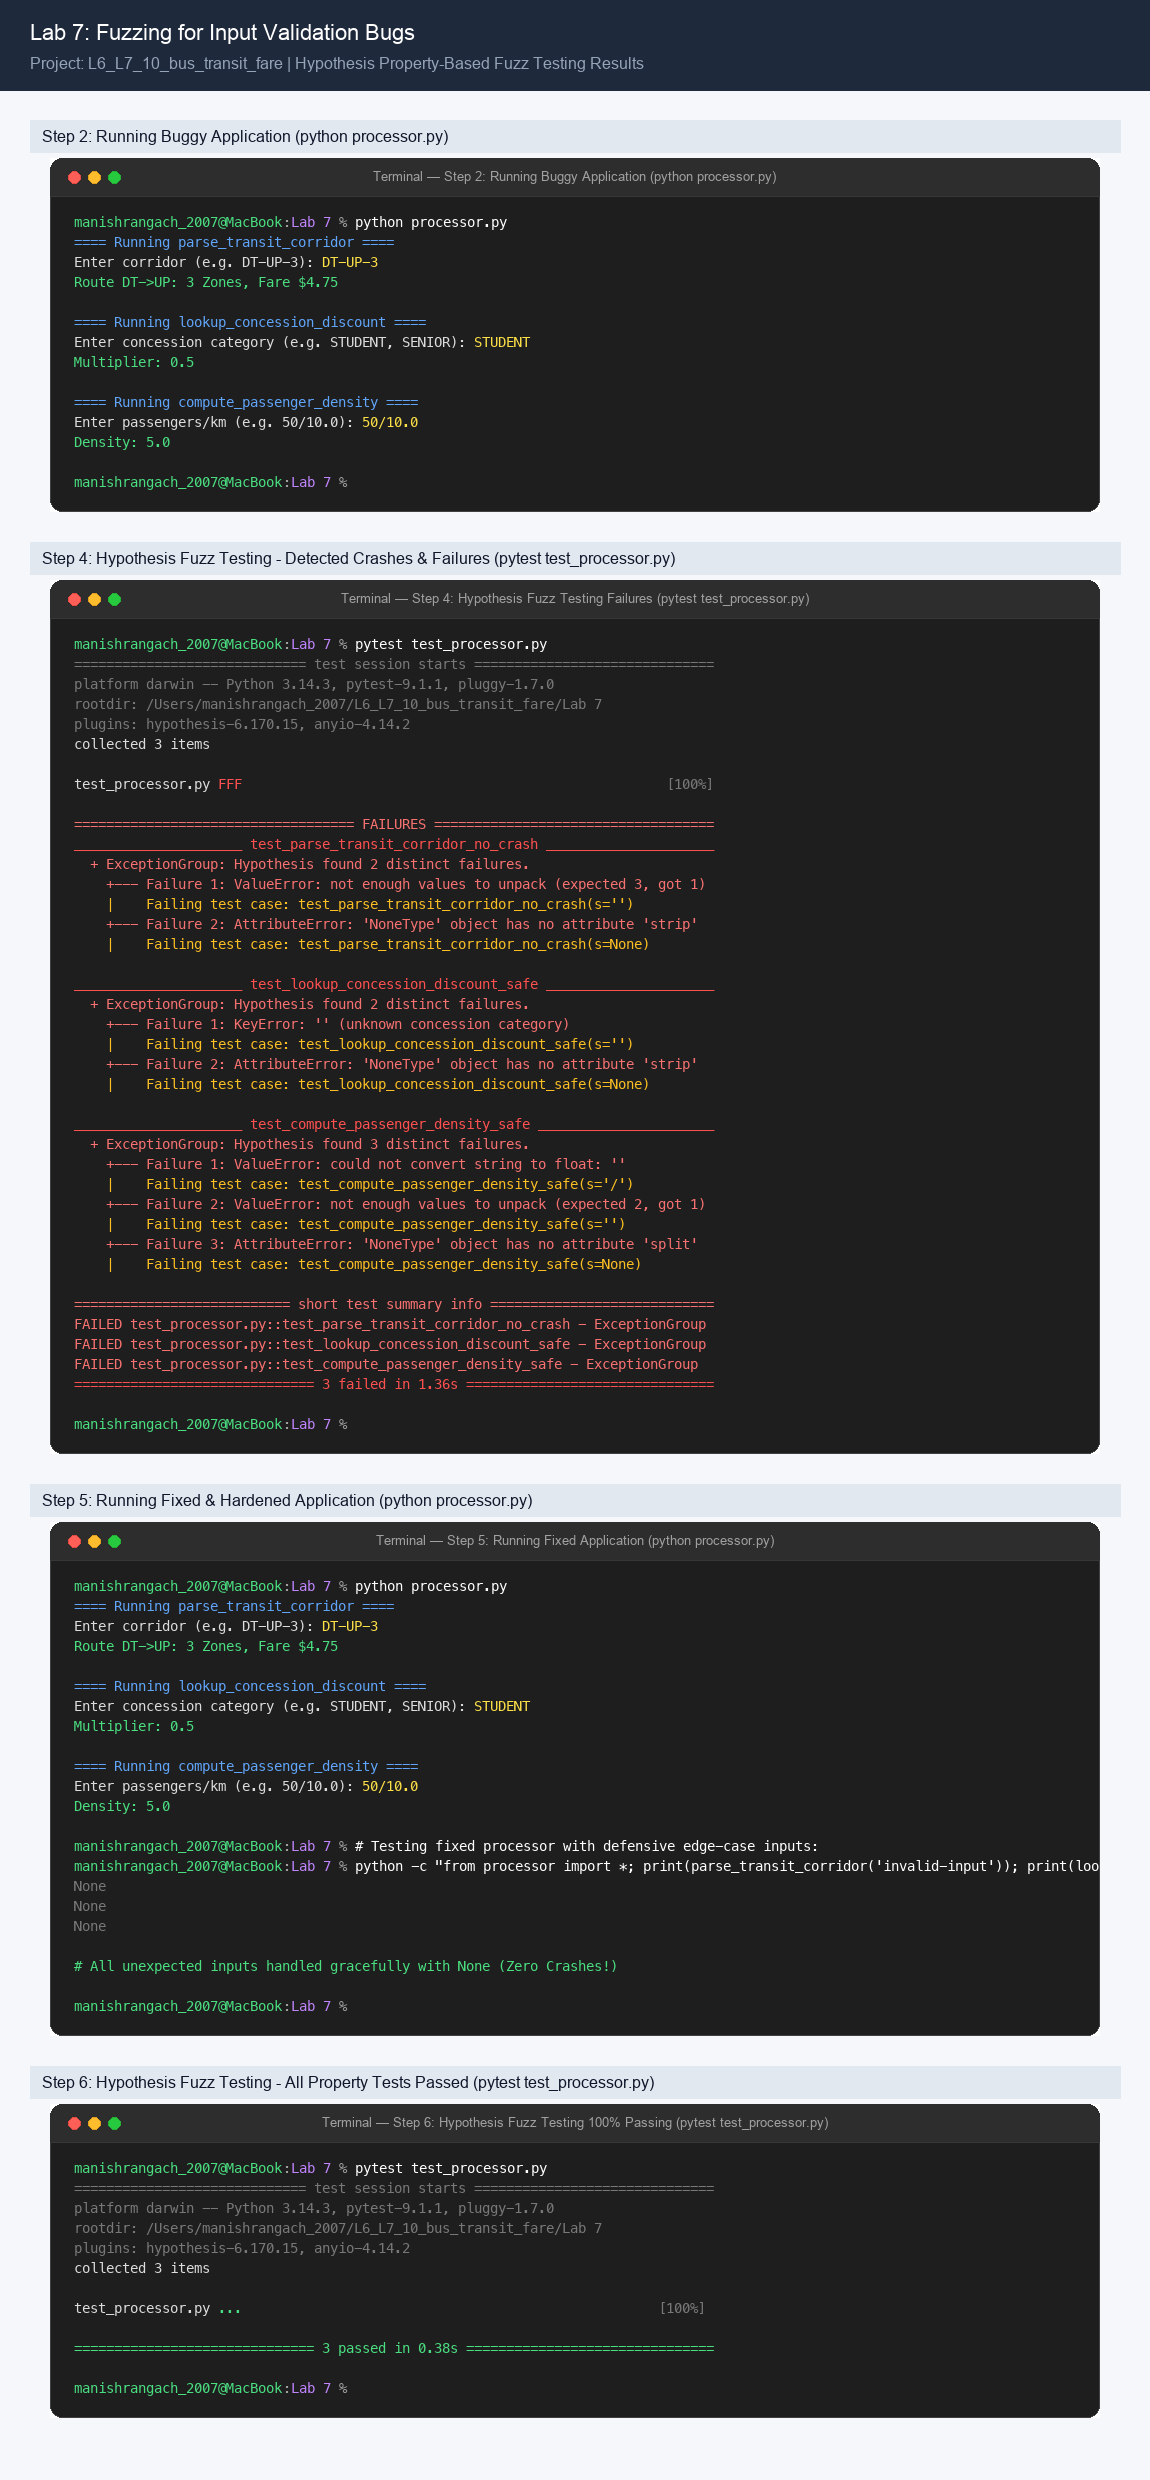 Lab 7: Fuzzing for Input Validation Bugs
Project: L6_L7_10_bus_transit_fare | Hypothesis Property-Based Fuzz Testing Results
Step 2: Running Buggy Application (python processor.py)
Terminal — Step 2: Running Buggy Application (python processor.py)
manishrangach_2007@MacBook:Lab 7 % python processor.py
==== Running parse_transit_corridor ====
Enter corridor (e.g. DT-UP-3): DT-UP-3
Route DT->UP: 3 Zones, Fare $4.75
==== Running lookup_concession_discount ====
Enter concession category (e.g. STUDENT, SENIOR): STUDENT
Multiplier: 0.5
==== Running compute_passenger_density ====
Enter passengers/km (e.g. 50/10.0): 50/10.0
Density: 5.0
manishrangach_2007@MacBook:Lab 7 %
Step 4: Hypothesis Fuzz Testing - Detected Crashes & Failures (pytest test_processor.py)
Terminal — Step 4: Hypothesis Fuzz Testing Failures (pytest test_processor.py)
manishrangach_2007@MacBook:Lab 7 % pytest test_processor.py
============================= test session starts ==============================
platform darwin -- Python 3.14.3, pytest-9.1.1, pluggy-1.7.0
rootdir: /Users/manishrangach_2007/L6_L7_10_bus_transit_fare/Lab 7
plugins: hypothesis-6.170.15, anyio-4.14.2
collected 3 items
test_processor.py FFF [100%]
=================================== FAILURES ===================================
_____________________ test_parse_transit_corridor_no_crash _____________________
+ ExceptionGroup: Hypothesis found 2 distinct failures.
+--- Failure 1: ValueError: not enough values to unpack (expected 3, got 1)
|    Failing test case: test_parse_transit_corridor_no_crash(s='')
+--- Failure 2: AttributeError: 'NoneType' object has no attribute 'strip'
|    Failing test case: test_parse_transit_corridor_no_crash(s=None)
_____________________ test_lookup_concession_discount_safe _____________________
+ ExceptionGroup: Hypothesis found 2 distinct failures.
+--- Failure 1: KeyError: '' (unknown concession category)
|    Failing test case: test_lookup_concession_discount_safe(s='')
+--- Failure 2: AttributeError: 'NoneType' object has no attribute 'strip'
|    Failing test case: test_lookup_concession_discount_safe(s=None)
_____________________ test_compute_passenger_density_safe ______________________
+ ExceptionGroup: Hypothesis found 3 distinct failures.
+--- Failure 1: ValueError: could not convert string to float: ''
|    Failing test case: test_compute_passenger_density_safe(s='/')
+--- Failure 2: ValueError: not enough values to unpack (expected 2, got 1)
|    Failing test case: test_compute_passenger_density_safe(s='')
+--- Failure 3: AttributeError: 'NoneType' object has no attribute 'split'
|    Failing test case: test_compute_passenger_density_safe(s=None)
=========================== short test summary info ============================
FAILED test_processor.py::test_parse_transit_corridor_no_crash - ExceptionGroup
FAILED test_processor.py::test_lookup_concession_discount_safe - ExceptionGroup
FAILED test_processor.py::test_compute_passenger_density_safe - ExceptionGroup
============================== 3 failed in 1.36s ===============================
manishrangach_2007@MacBook:Lab 7 %
Step 5: Running Fixed & Hardened Application (python processor.py)
Terminal — Step 5: Running Fixed Application (python processor.py)
manishrangach_2007@MacBook:Lab 7 % python processor.py
==== Running parse_transit_corridor ====
Enter corridor (e.g. DT-UP-3): DT-UP-3
Route DT->UP: 3 Zones, Fare $4.75
==== Running lookup_concession_discount ====
Enter concession category (e.g. STUDENT, SENIOR): STUDENT
Multiplier: 0.5
==== Running compute_passenger_density ====
Enter passengers/km (e.g. 50/10.0): 50/10.0
Density: 5.0
manishrangach_2007@MacBook:Lab 7 % # Testing fixed processor with defensive edge-case inputs:
manishrangach_2007@MacBook:Lab 7 % python -c "from processor import *; print(parse_transit_corridor('invalid-input')); print(loo
None
None
None
# All unexpected inputs handled gracefully with None (Zero Crashes!)
manishrangach_2007@MacBook:Lab 7 %
Step 6: Hypothesis Fuzz Testing - All Property Tests Passed (pytest test_processor.py)
Terminal — Step 6: Hypothesis Fuzz Testing 100% Passing (pytest test_processor.py)
manishrangach_2007@MacBook:Lab 7 % pytest test_processor.py
============================= test session starts ==============================
platform darwin -- Python 3.14.3, pytest-9.1.1, pluggy-1.7.0
rootdir: /Users/manishrangach_2007/L6_L7_10_bus_transit_fare/Lab 7
plugins: hypothesis-6.170.15, anyio-4.14.2
collected 3 items
test_processor.py ... [100%]
============================== 3 passed in 0.38s ===============================
manishrangach_2007@MacBook:Lab 7 %